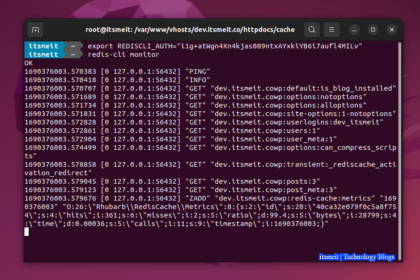 root@itsmeit: /var/www/vhosts/dev.itsmeit.co/httpdocs/cache
itsmeit export REDISCLI_AUTH="lig+atWgn4Xn4kjas089ntxAYxklYB6i7aufl4MILv"
itsmeit redis-cli monitor
OK
1690376003.570383 [0 127.0.0.1:56432] "PING"
1690376003.570418 [0 127.0.0.1:56432] "INFO"
1690376003.570707 [0 127.0.0.1:56432] "GET" "dev.itsmeit.cowp:default:is_blog_installed"
1690376003.571689 [0 127.0.0.1:56432] "GET" "dev.itsmeit.cowp:options:notoptions"
1690376003.571734 [0 127.0.0.1:56432] "GET" "dev.itsmeit.cowp:options:alloptions"
1690376003.571831 [0 127.0.0.1:56432] "GET" "dev.itsmeit.cowp:site-options:1-notoptions"
1690376003.572828 [0 127.0.0.1:56432] "GET" "dev.itsmeit.cowp:userlogins:dev_itsmeit"
1690376003.572861 [0 127.0.0.1:56432] "GET" "dev.itsmeit.cowp:users:1"
1690376003.572904 [0 127.0.0.1:56432] "GET" "dev.itsmeit.cowp:user_meta:1"
1690376003.574499 [0 127.0.0.1:56432] "GET" "dev.itsmeit.cowp:options:can_compress_scrip
ts"
1690376003.578858 [0 127.0.0.1:56432] "GET" "dev.itsmeit.cowp:transient:_rediscache_acti
vation_redirect"
1690376003.579045 [0 127.0.0.1:56432] "GET" "dev.itsmeit.cowp:posts:3"
1690376003.579123 [0 127.0.0.1:56432] "GET" "dev.itsmeit.cowp:post_meta:3"
1690376003.579676 [0 127.0.0.1:56432] "ZADD" "dev.itsmeit.cowp:redis-cache:metrics" "169
0376003" "O:26:\"Rhubarb\\RedisCache\\Metrics\":8:{s:2:\"id\";s:20:\"46ca32e079f0c5a8f75
4\";s:4:\"hits\";i:361;s:6:\"misses\";i:2;s:5:\"ratio\";d:99.4;s:5:\"bytes\";i:28799;s:4
:\"time\";d:0.00036;s:5:\"calls\";i:11;s:9:\"timestamp\";i:1690376003;}"
itsmeit | Technology Blogs